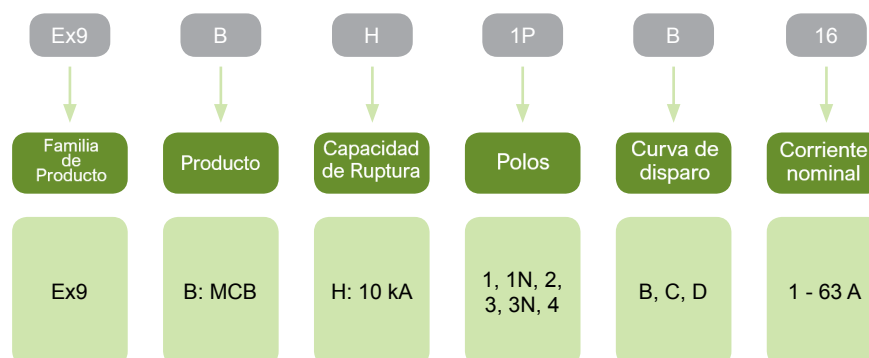 Ex9
B
H
1P
B
16
Familia
de
Producto
Producto
Capacidad
de Ruptura
Polos
Curva de
disparo
Corriente
nominal
Ex9
B: MCB
H: 10 kA
1, 1N, 2,
3, 3N, 4
B, C, D
1 - 63 A